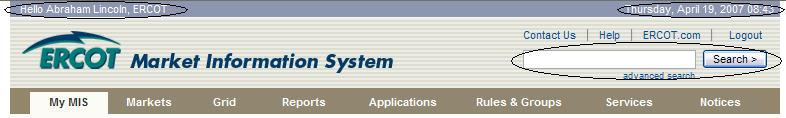 Hello Abraham Lincoln, ERCOT Thursday, April 19, 2007 08:43
Contact Us | Help | ERCOT.com | Logout
ERCOT Market Information System
Search >
advanced search
My MIS Markets Grid Reports Applications Rules & Groups Services Notices